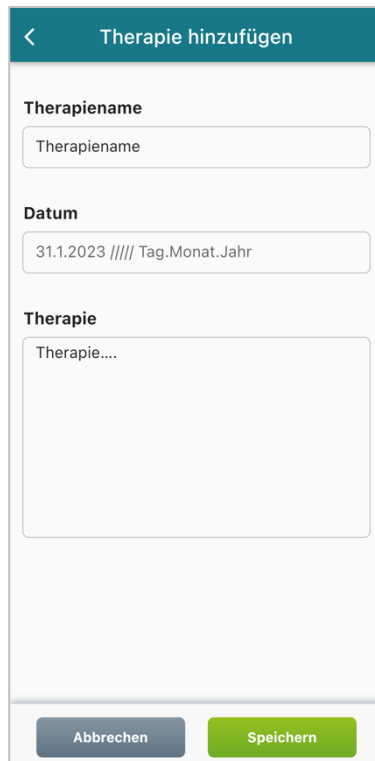 Therapie hinzufügen
Therapiename
Therapiename
Datum
31.1.2023 ///// Tag.Monat.Jahr
Therapie
Therapie....
Abbrechen
Speichern